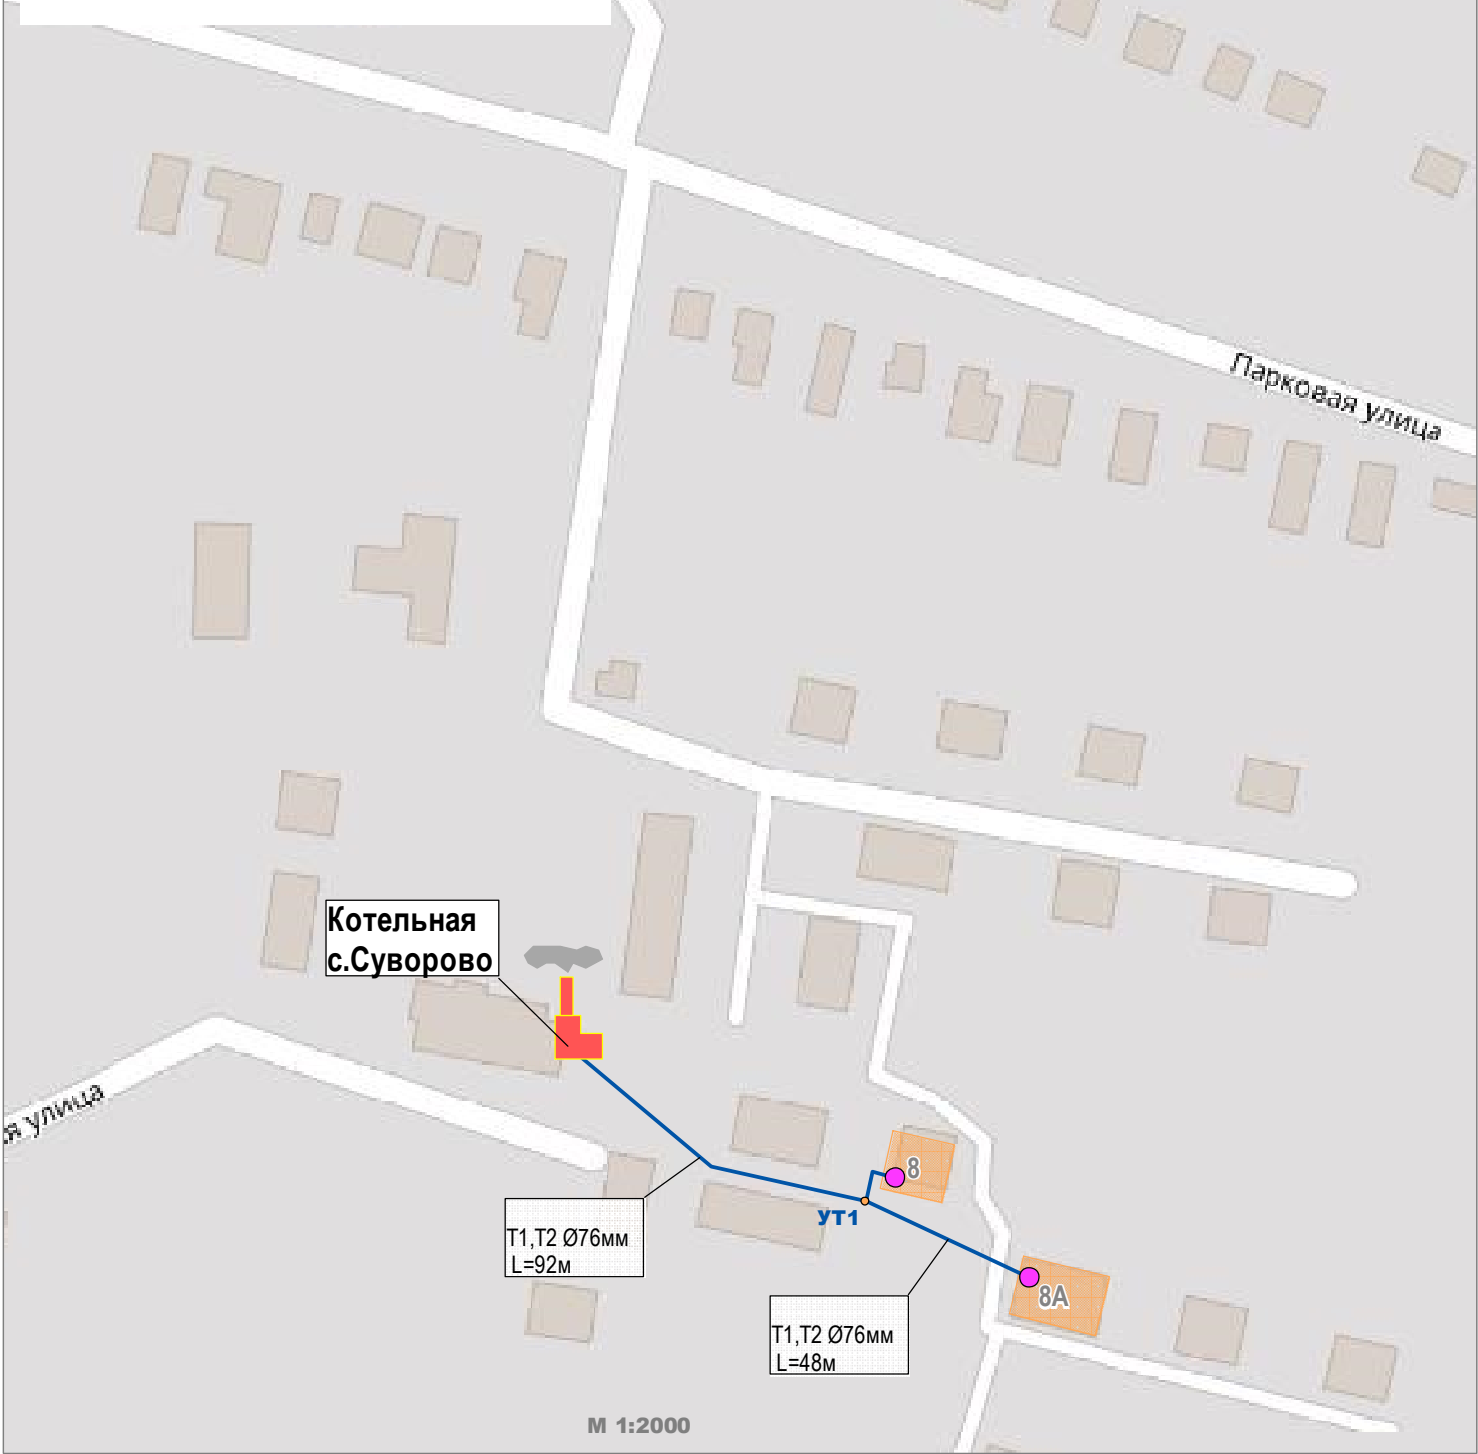 Парковая улица
Котельная
с.Суворово
я улица
8
УТ1
Т1,Т2 Ø76мм
L=92м
8А
Т1,Т2 Ø76мм
L=48м
М 1:2000